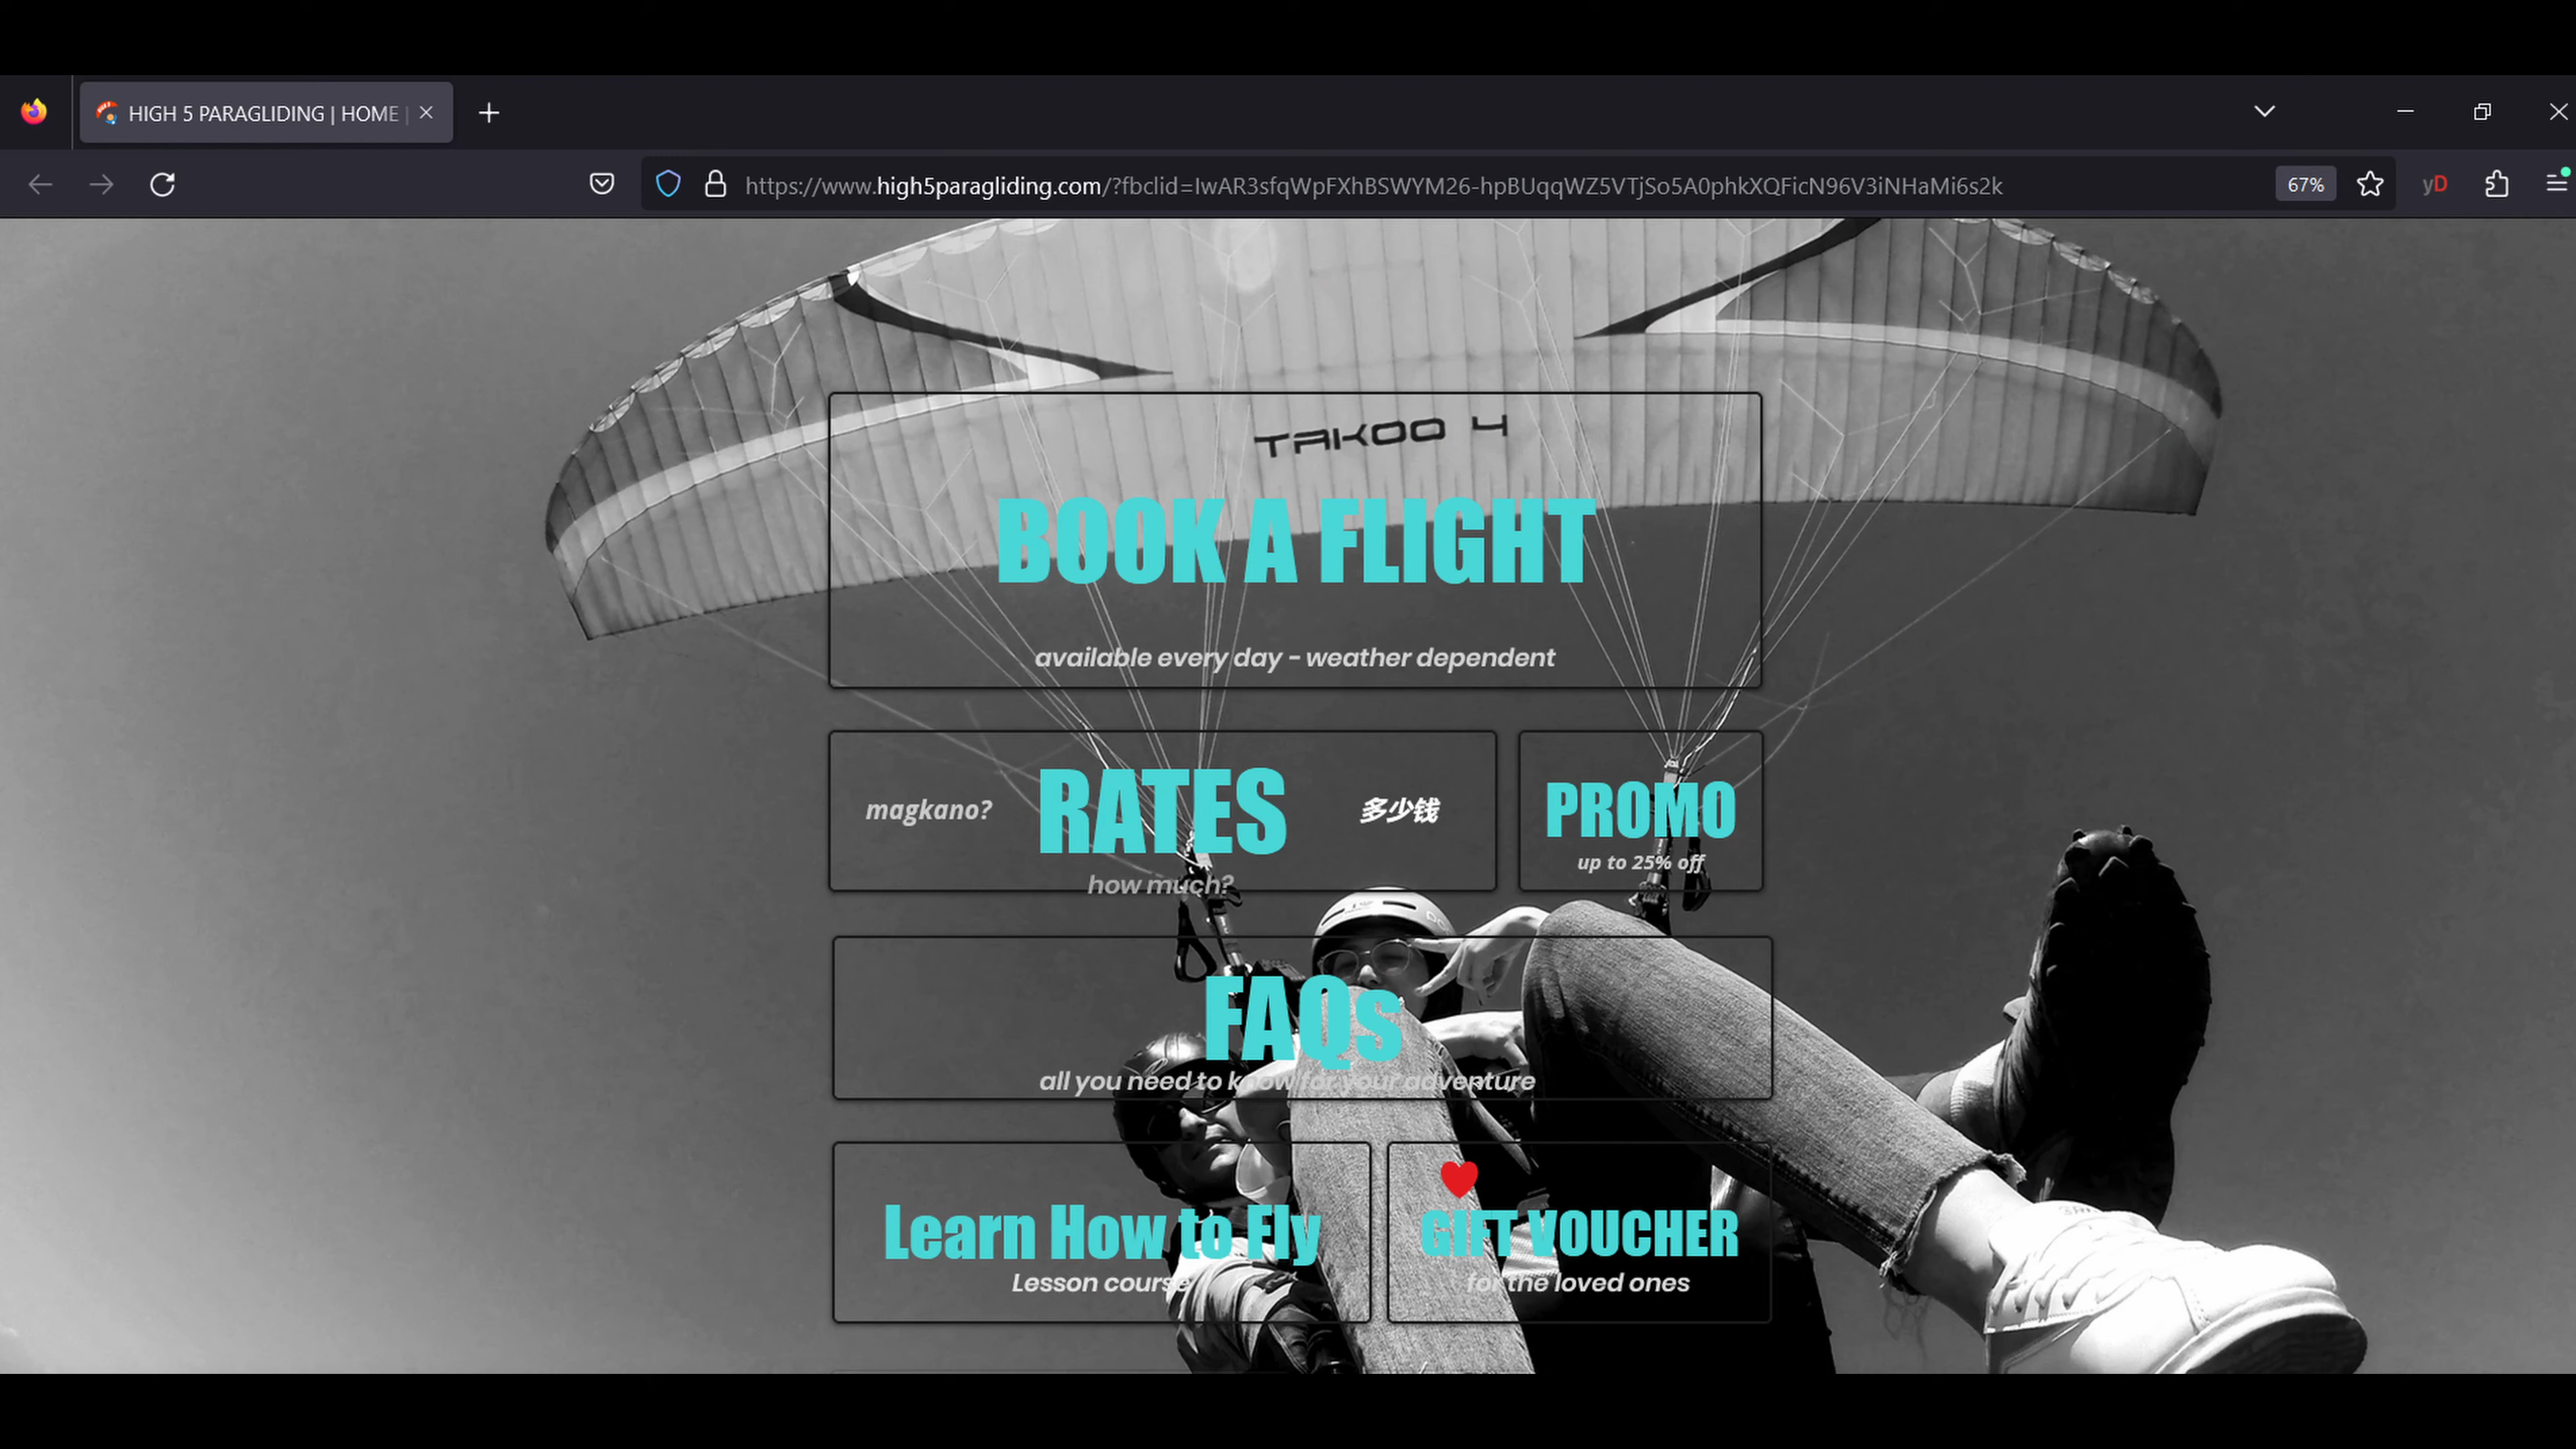 HIGH 5 PARAGLIDING | HOME |
https://www.high5paragliding.com/?fbclid=IwAR3sfqWpFXhBSWYM26-hpBUqqWZ5VTjSo5A0phkXQFicN96V3iNHaMi6s2k
67%
yD
TAKOO 4
BOOK A FLIGHT
available every day - weather dependent
magkano? RATES 多少钱
how much?
PROMO
up to 25% off
FAQs
all you need to know for your adventure
Learn How to Fly
Lesson course
GIFT VOUCHER
for the loved ones